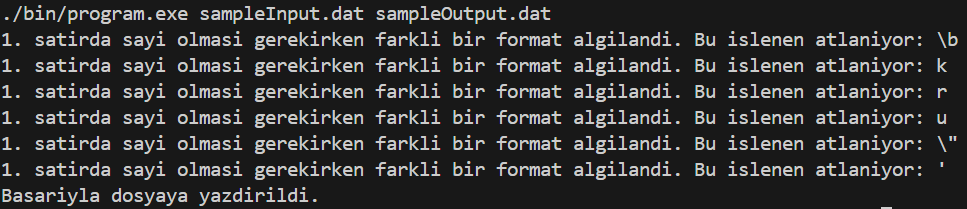 ./bin/program.exe sampleInput.dat sampleOutput.dat
1. satirda sayi olmasi gerekirken farkli bir format algilandi. Bu islenen atlaniyor: \b
1. satirda sayi olmasi gerekirken farkli bir format algilandi. Bu islenen atlaniyor: k
1. satirda sayi olmasi gerekirken farkli bir format algilandi. Bu islenen atlaniyor: r
1. satirda sayi olmasi gerekirken farkli bir format algilandi. Bu islenen atlaniyor: u
1. satirda sayi olmasi gerekirken farkli bir format algilandi. Bu islenen atlaniyor: \"
1. satirda sayi olmasi gerekirken farkli bir format algilandi. Bu islenen atlaniyor: '
Basariyla dosyaya yazdirildi.